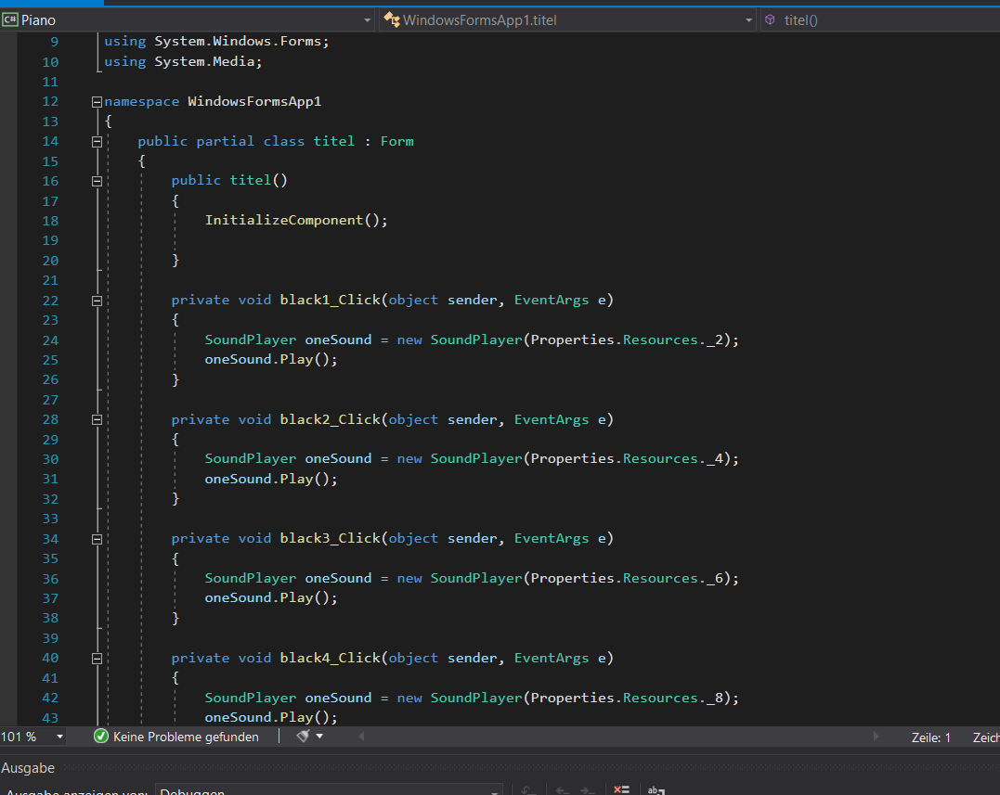 C# Piano WindowsFormsApp1.titel titel()
9 using System.Windows.Forms;
10 using System.Media;
11
12 namespace WindowsFormsApp1
13 {
14 public partial class titel : Form
15 {
16 public titel()
17 {
18 InitializeComponent();
19
20 }
21
22 private void black1_Click(object sender, EventArgs e)
23 {
24 SoundPlayer oneSound = new SoundPlayer(Properties.Resources._2);
25 oneSound.Play();
26 }
27
28 private void black2_Click(object sender, EventArgs e)
29 {
30 SoundPlayer oneSound = new SoundPlayer(Properties.Resources._4);
31 oneSound.Play();
32 }
33
34 private void black3_Click(object sender, EventArgs e)
35 {
36 SoundPlayer oneSound = new SoundPlayer(Properties.Resources._6);
37 oneSound.Play();
38 }
39
40 private void black4_Click(object sender, EventArgs e)
41 {
42 SoundPlayer oneSound = new SoundPlayer(Properties.Resources._8);
43 oneSound.Play();
101 % Keine Probleme gefunden Zeile: 1 Zeich
Ausgabe
Ausgabe anzeigen von: Debuggen